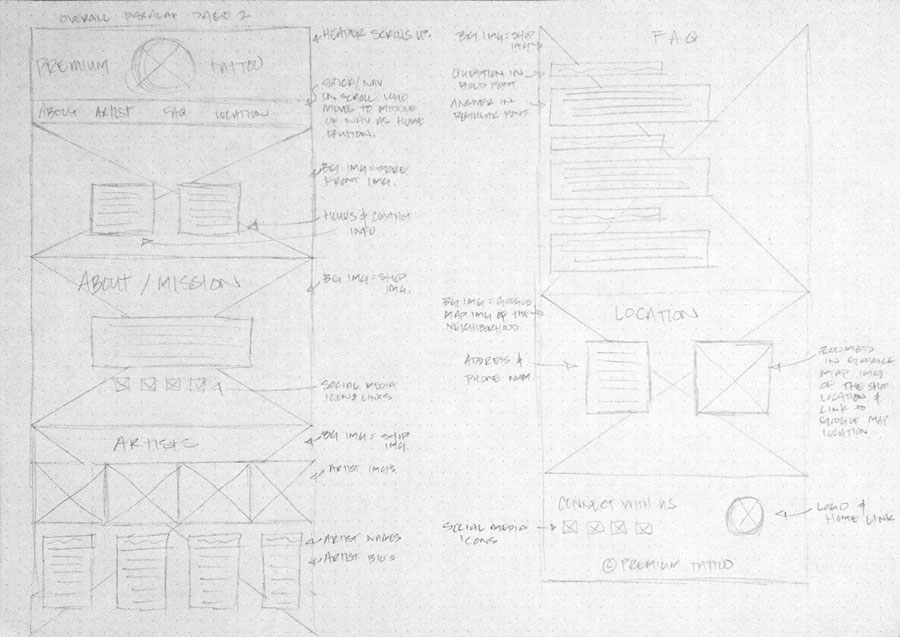 OVERALL PARALAX PAGE 2
PREMIUM TATTOO
ABOUT ARTIST FAQ LOCATION
HEADER SCROLLS UP.
STICKY NAV
ON SCROLL. LOGO
MOVES TO MIDDLE
OF NAV AS HOME
BUTTON.
BG IMG = STORE
FRONT IMG.
HOURS & CONTACT
INFO
ABOUT / MISSION
BG IMG = SHOP
IMG.
SOCIAL MEDIA
ICONS LINKS
ARTISTS
BG IMG = SHOP
IMG.
ARTIST IMG'S
ARTIST NAMES
ARTIST BIO'S
BG IMG = SHOP
IMG
FAQ
QUESTION IN
BOLD FONT
ANSWER IN
REGULAR FONT
BG IMG = GOOGLE
MAP IMG OF THE
NEIGHBORHOOD
LOCATION
ADDRESS &
PHONE NUM.
ZOOMED
IN GOOGLE
MAP IMG
OF THE SHOP
LOCATION &
LINK TO
GOOGLE MAP
LOCATION
CONNECT WITH US
SOCIAL MEDIA
ICONS
LOGO &
HOME LINK
© PREMIUM TATTOO